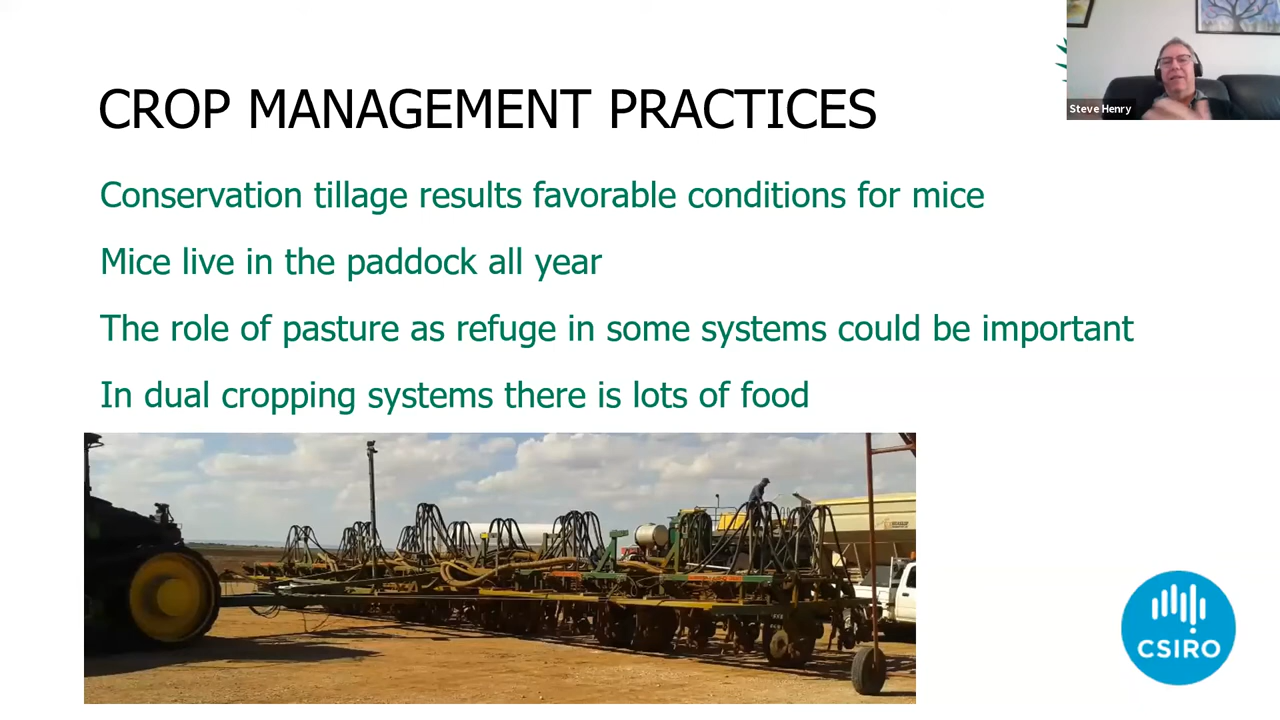 Steve Henry
CROP MANAGEMENT PRACTICES
Conservation tillage results favorable conditions for mice
Mice live in the paddock all year
The role of pasture as refuge in some systems could be important
In dual cropping systems there is lots of food
CSIRO